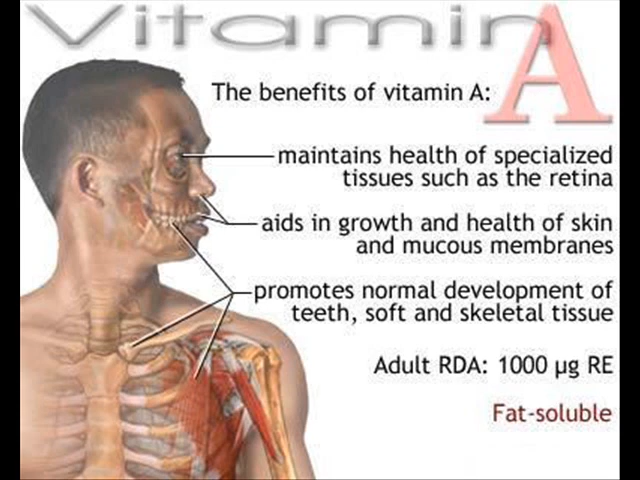 Vitamin A
The benefits of vitamin A:
maintains health of specialized
tissues such as the retina
aids in growth and health of skin
and mucous membranes
promotes normal development of
teeth, soft and skeletal tissue
Adult RDA: 1000 µg RE
Fat-soluble